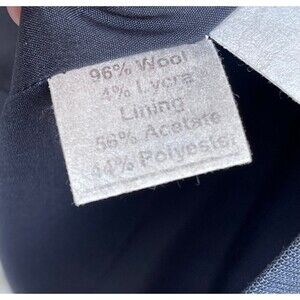 96% Wool
4% Lycra
Lining
56% Acetate
44% Polyester